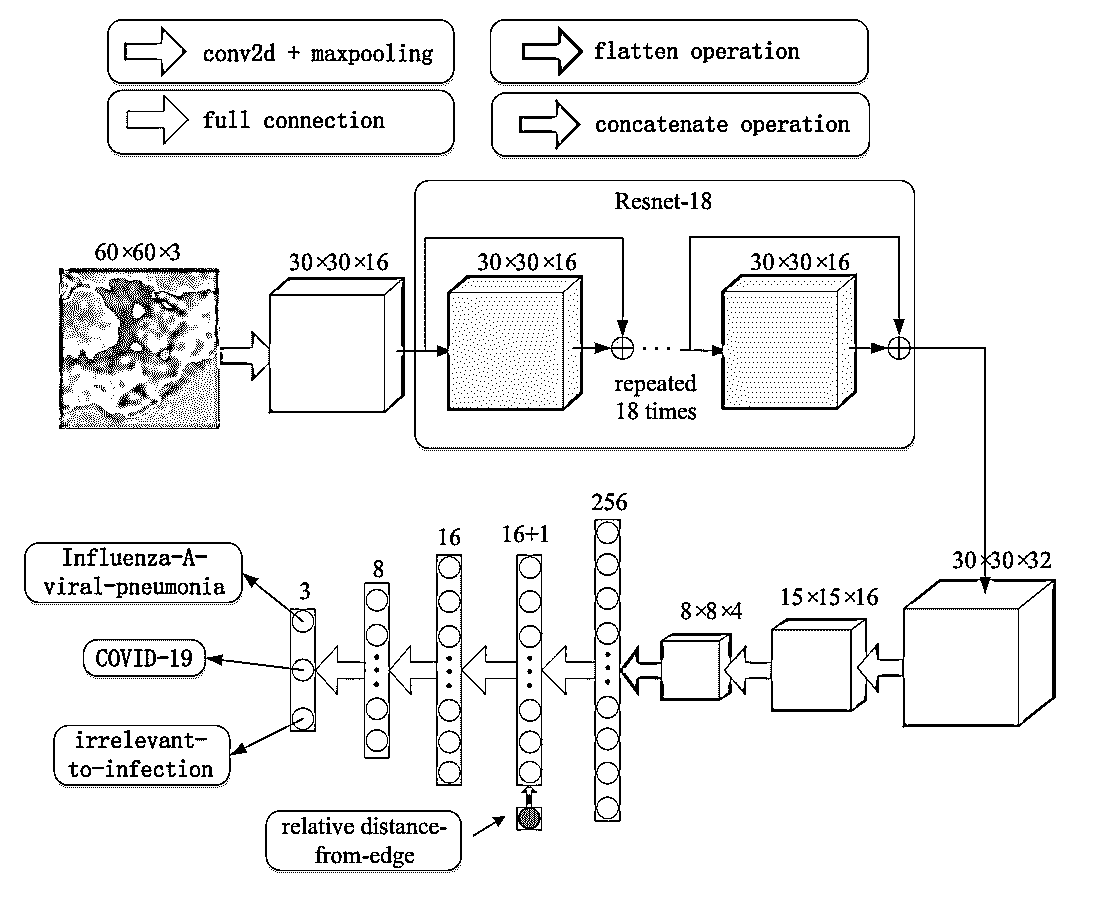 conv2d + maxpooling
flatten operation
full connection
concatenate operation
Resnet-18
60×60×3
30×30×16
30×30×16
30×30×16
repeated
18 times
256
16+1
16
8
3
30×30×32
15×15×16
8×8×4
Influenza-A-
viral-pneumonia
COVID-19
irrelevant-
to-infection
relative distance-
from-edge